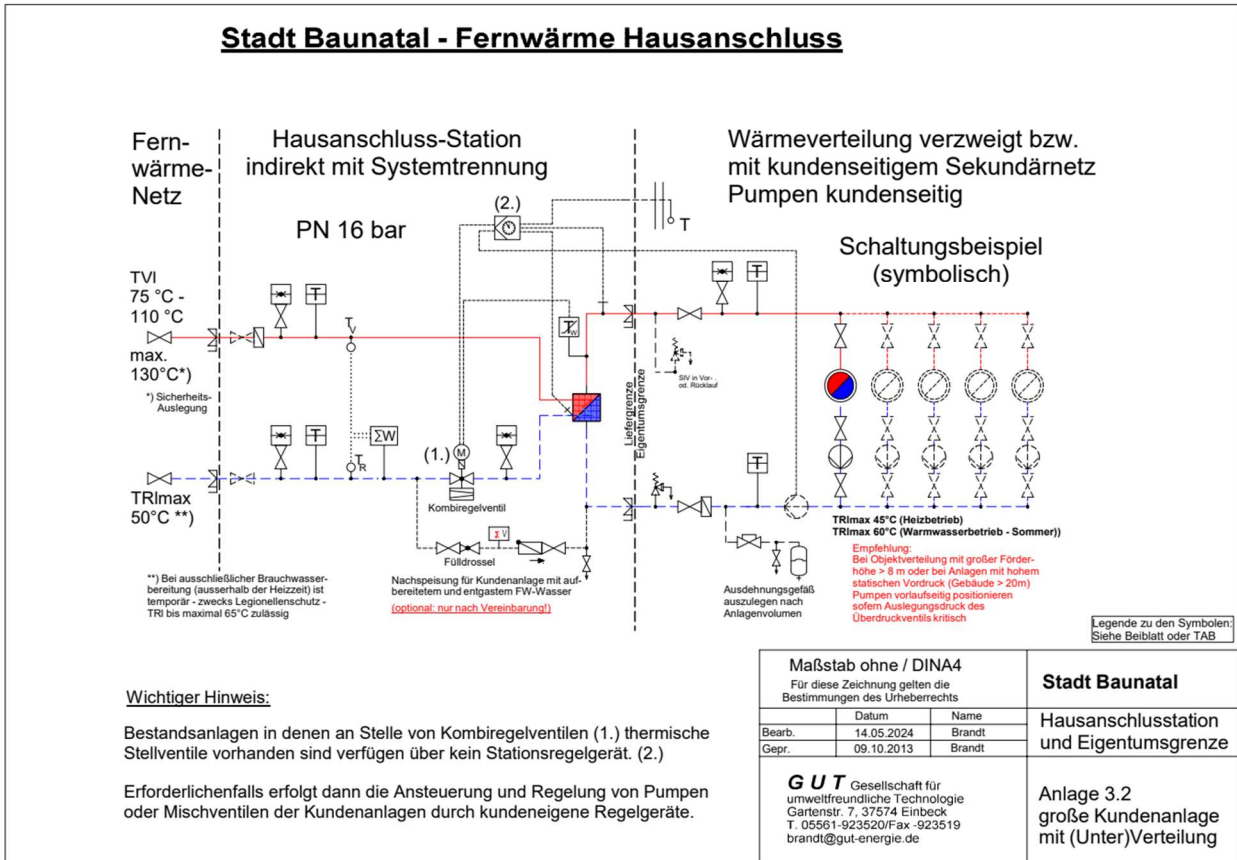 Stadt Baunatal - Fernwärme Hausanschluss
Fern-
wärme-
Netz
Hausanschluss-Station
indirekt mit Systemtrennung
PN 16 bar
(2.)
Wärmeverteilung verzweigt bzw.
mit kundenseitigem Sekundärnetz
Pumpen kundenseitig
T
Schaltungsbeispiel
(symbolisch)
TVl
75 °C -
110 °C
max.
130°C*)
*) Sicherheits-
Auslegung
T
TV
TW
T
SIV in Vor- .
od. Rücklauf
Liefergrenze
Eigentumsgrenze
T
TR
ΣW
(1.)
M
Kombiregelventil
T
TRlmax
50°C **)
Σ V
Fülldrossel
**) Bei ausschließlicher Brauchwasser-
bereitung (ausserhalb der Heizzeit) ist
temporär - zwecks Legionellenschutz -
TRl bis maximal 65°C zulässig
Nachspeisung für Kundenanlage mit auf-
bereitetem und entgastem FW-Wasser
(optional: nur nach Vereinbarung!)
Ausdehnungsgefäß
auszulegen nach
Anlagenvolumen
TRlmax 45°C (Heizbetrieb)
TRlmax 60°C (Warmwasserbetrieb - Sommer))
Empfehlung:
Bei Objektverteilung mit großer Förder-
höhe > 8 m oder bei Anlagen mit hohem
statischen Vordruck (Gebäude > 20m)
Pumpen vorlaufseitig positionieren
sofern Auslegungsdruck des
Überdruckventils kritisch
Legende zu den Symbolen:
Siehe Beiblatt oder TAB
Wichtiger Hinweis:
Bestandsanlagen in denen an Stelle von Kombiregelventilen (1.) thermische
Stellventile vorhanden sind verfügen über kein Stationsregelgerät. (2.)
Erforderlichenfalls erfolgt dann die Ansteuerung und Regelung von Pumpen
oder Mischventilen der Kundenanlagen durch kundeneigene Regelgeräte.
Maßstab ohne / DINA4
Für diese Zeichnung gelten die
Bestimmungen des Urheberrechts
Datum Name
Bearb. 14.05.2024 Brandt
Gepr. 09.10.2013 Brandt
G U T Gesellschaft für
umweltfreundliche Technologie
Gartenstr. 7, 37574 Einbeck
T. 05561-923520/Fax -923519
brandt@gut-energie.de
Stadt Baunatal
Hausanschlusstation
und Eigentumsgrenze
Anlage 3.2
große Kundenanlage
mit (Unter)Verteilung